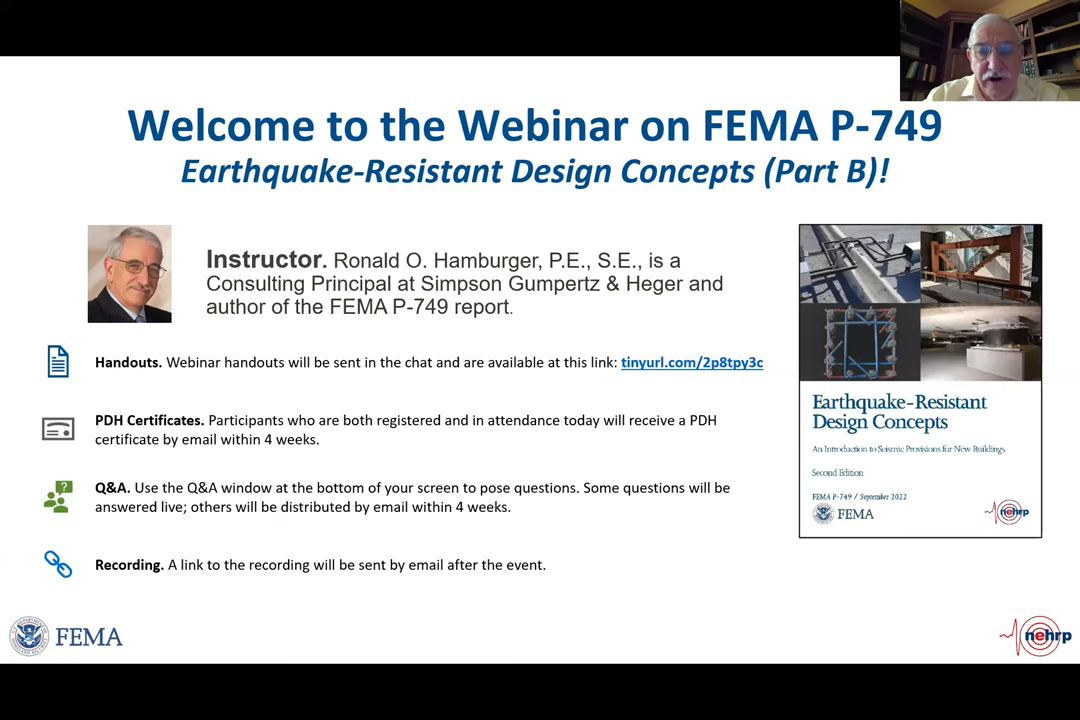 Welcome to the Webinar on FEMA P-749
Earthquake-Resistant Design Concepts (Part B)!
Instructor. Ronald O. Hamburger, P.E., S.E., is a
Consulting Principal at Simpson Gumpertz & Heger and
author of the FEMA P-749 report.
Handouts. Webinar handouts will be sent in the chat and are available at this link: tinyurl.com/2p8tpy3c
PDH Certificates. Participants who are both registered and in attendance today will receive a PDH
certificate by email within 4 weeks.
Q&A. Use the Q&A window at the bottom of your screen to pose questions. Some questions will be
answered live; others will be distributed by email within 4 weeks.
Recording. A link to the recording will be sent by email after the event.
Earthquake-Resistant
Design Concepts
An Introduction to Seismic Provisions for New Buildings
Second Edition
FEMA P-749 / September 2022
FEMA
nehrp
FEMA
nehrp